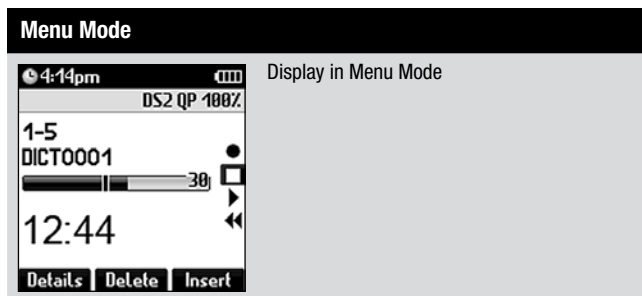 Menu Mode
4:14pm
Display in Menu Mode
DS2 QP 100%
1-5
DICT0001
30
12:44
Details Delete Insert